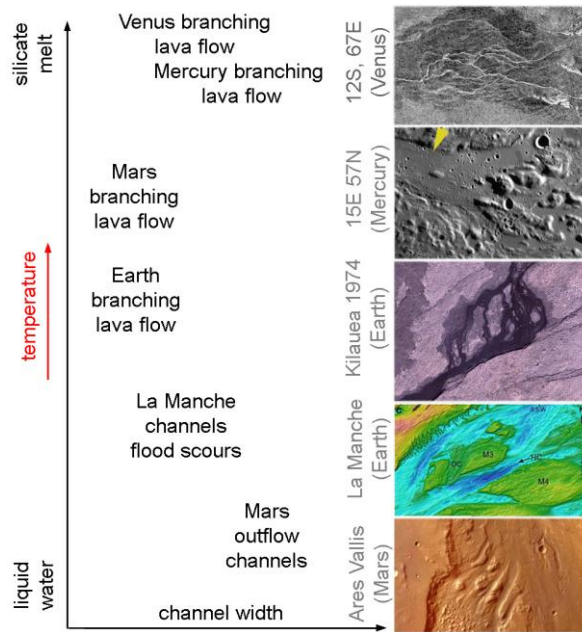 silicate
melt
temperature
liquid
water
Venus branching
lava flow
Mercury branching
lava flow
Mars
branching
lava flow
Earth
branching
lava flow
La Manche
channels
flood scours
Mars
outflow
channels
channel width
12S, 67E
(Venus)
15E 57N
(Mercury)
Kilauea 1974
(Earth)
La Manche
(Earth)
Ares Vallis
(Mars)
M3
M4